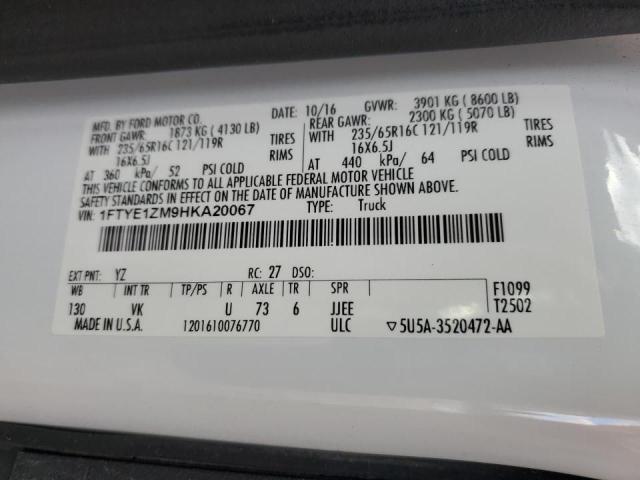 MFD. BY FORD MOTOR CO. DATE: 10/16 GVWR: 3901 KG ( 8600 LB)
FRONT GAWR: 1873 KG ( 4130 LB) REAR GAWR: 2300 KG ( 5070 LB)
WITH 235/65R16C 121/119R TIRES WITH 235/65R16C 121/119R TIRES
16X6.5J RIMS 16X6.5J RIMS
AT 360 kPa/ 52 PSI COLD AT 440 kPa/ 64 PSI COLD
THIS VEHICLE CONFORMS TO ALL APPLICABLE FEDERAL MOTOR VEHICLE
SAFETY STANDARDS IN EFFECT ON THE DATE OF MANUFACTURE SHOWN ABOVE.
VIN: 1FTYE1ZM9HKA20067 TYPE: Truck
EXT PNT: YZ RC: 27 DSO:
WB INT TR TP/PS R AXLE TR SPR F1099
130 VK U 73 6 JJEE T2502
MADE IN U.S.A. 1201610076770 ULC ▽5U5A-3520472-AA